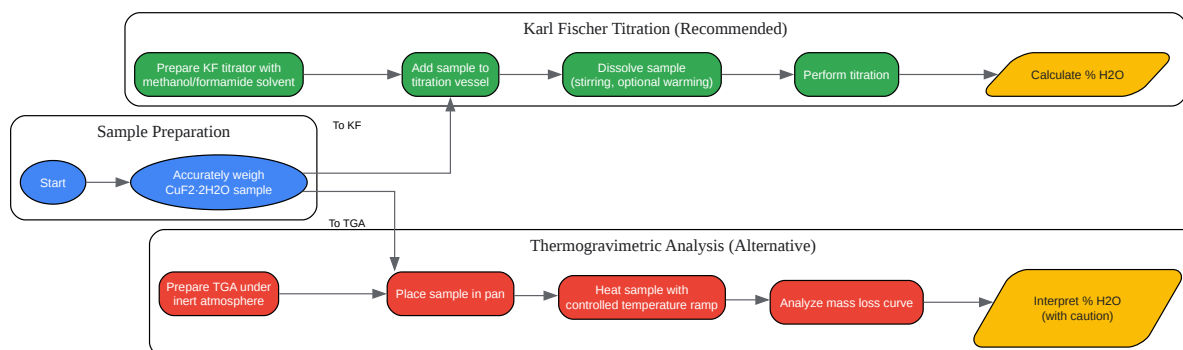 Karl Fischer Titration (Recommended)
Prepare KF titrator with
methanol/formamide solvent
Add sample to
titration vessel
Dissolve sample
(stirring, optional warming)
Perform titration
Calculate % H2O
To KF
Sample Preparation
Start
Accurately weigh
CuF2·2H2O sample
To TGA
Thermogravimetric Analysis (Alternative)
Prepare TGA under
inert atmosphere
Place sample in pan
Heat sample with
controlled temperature ramp
Analyze mass loss curve
Interpret % H2O
(with caution)